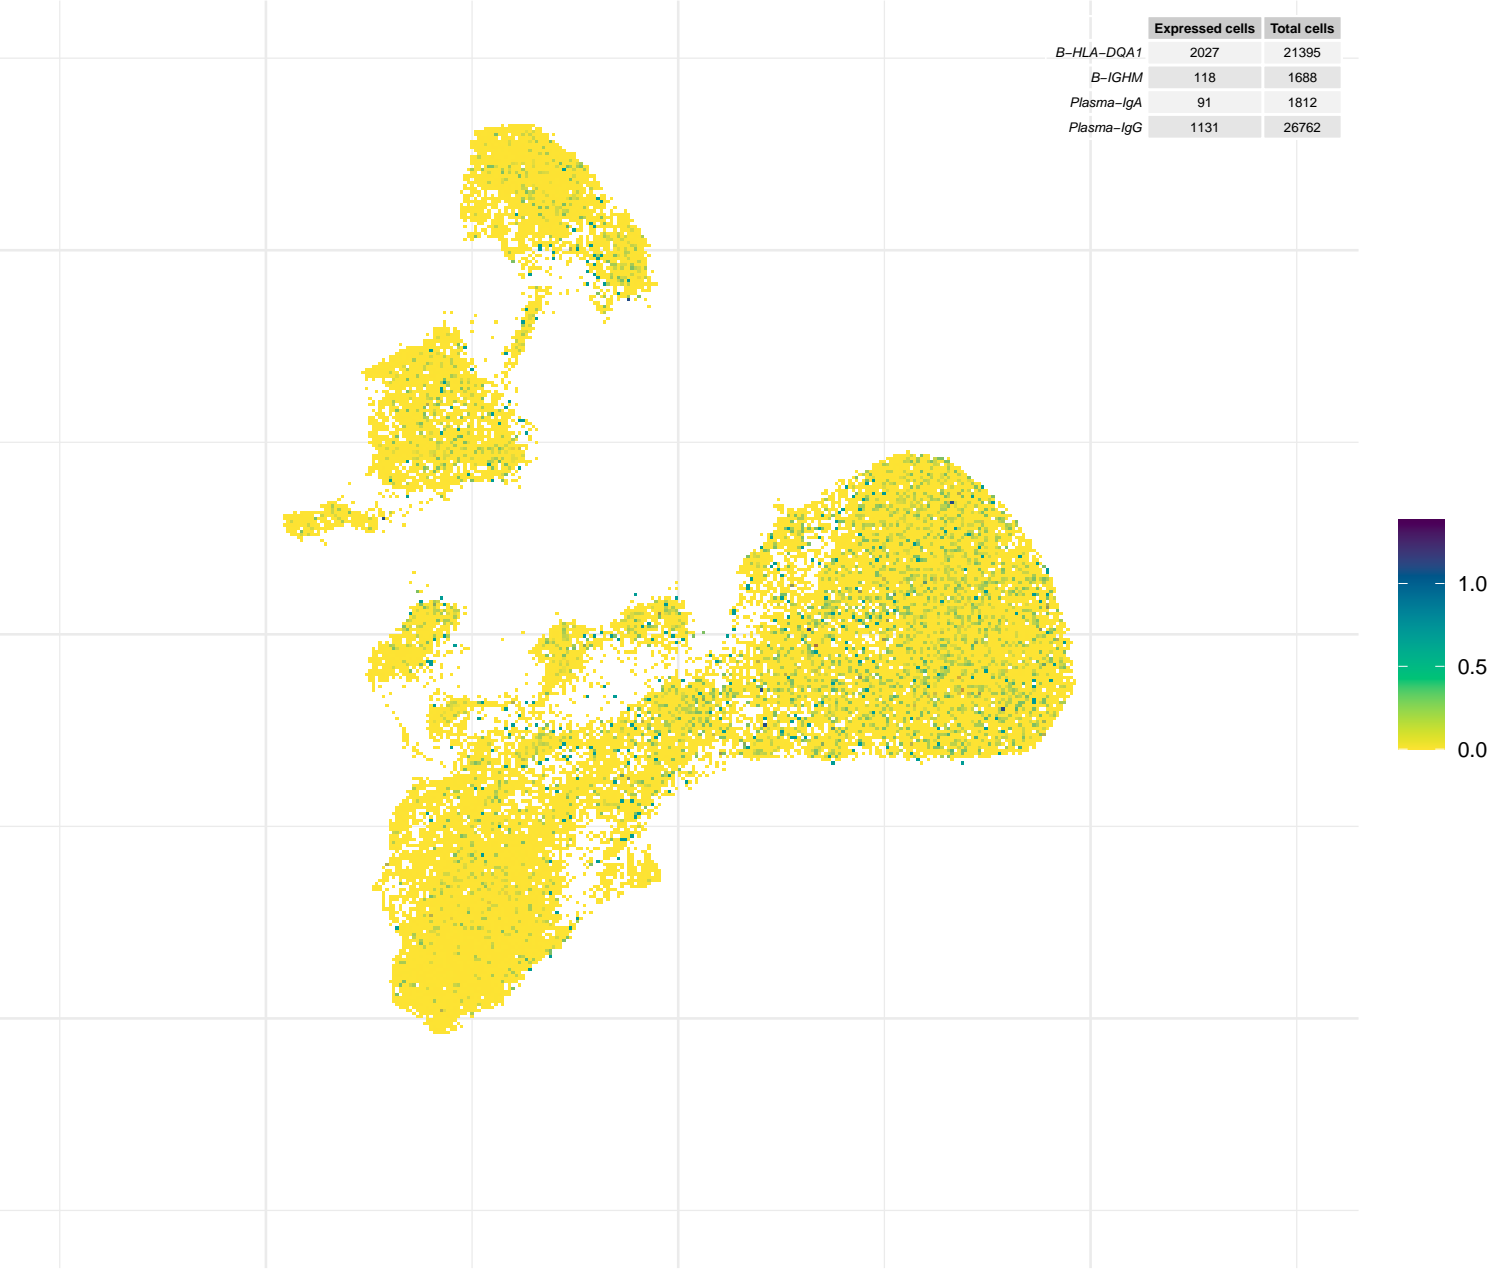 Expressed cells Total cells
B−HLA−DQA1 2027 21395
B−IGHM 118 1688
Plasma−IgA 91 1812
Plasma−IgG 1131 26762
1.0
0.5
0.0